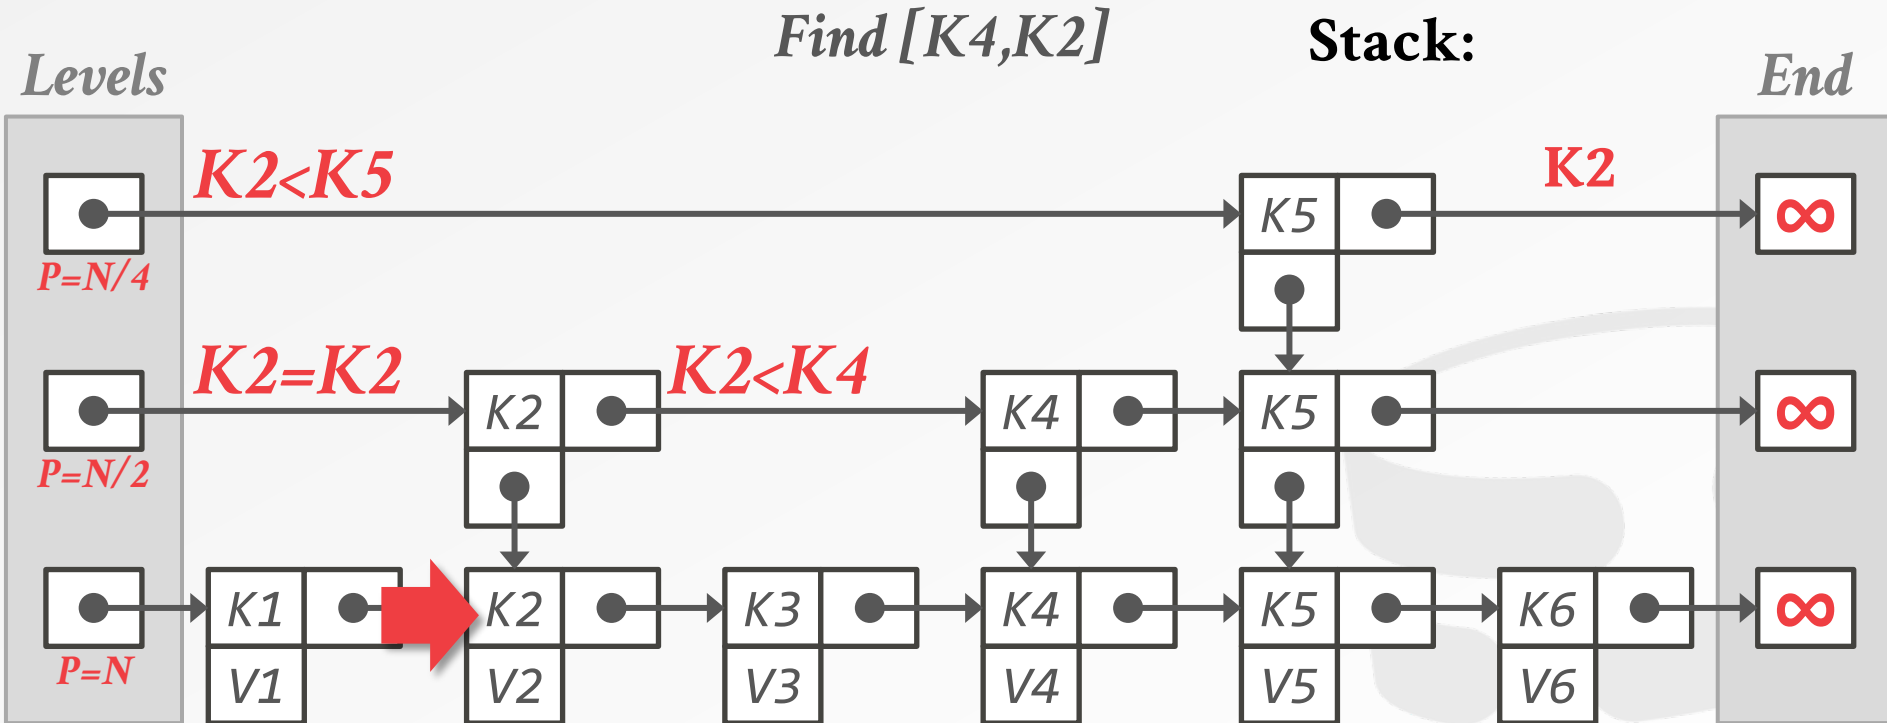 Find [K4,K2]
Stack:
Levels
End
K2<K5
K2
K5
∞
P=N/4
K2=K2
K2<K4
K2
K4
K5
∞
P=N/2
K1
K2
K3
K4
K5
K6
∞
P=N
V1
V2
V3
V4
V5
V6